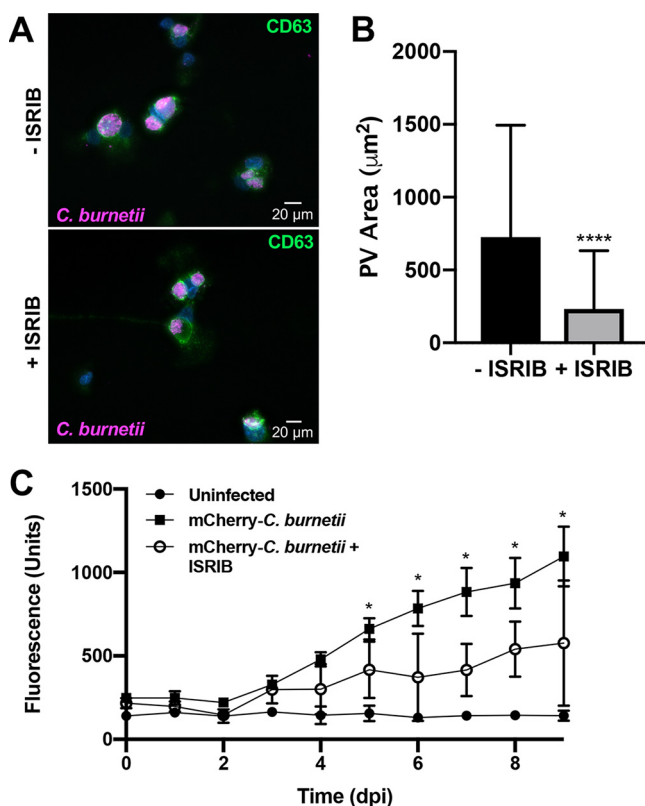 A
CD63
- ISRIB
C. burnetii
20 µm
CD63
+ ISRIB
C. burnetii
20 µm
B
2000
1500
1000
500
0
PV Area (µm²)
****
- ISRIB + ISRIB
C
1500
1000
500
0
Fluorescence (Units)
Uninfected
mCherry-C. burnetii
mCherry-C. burnetii +
ISRIB
* * * * *
0 2 4 6 8
Time (dpi)